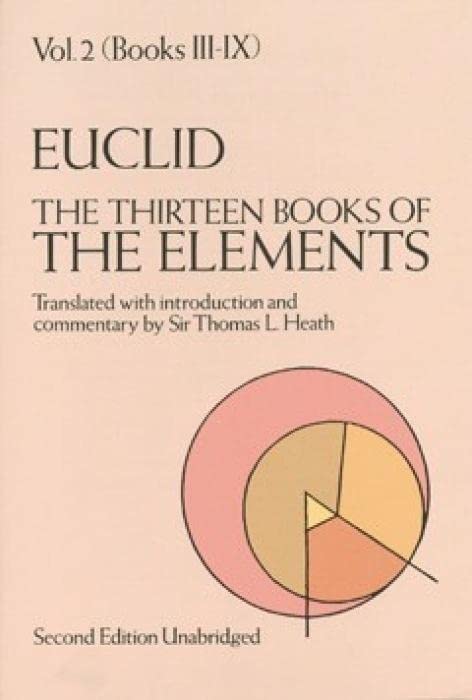 Vol. 2 (Books III-IX)
EUCLID
THE THIRTEEN BOOKS OF
THE ELEMENTS
Translated with introduction and
commentary by Sir Thomas L. Heath
Second Edition Unabridged